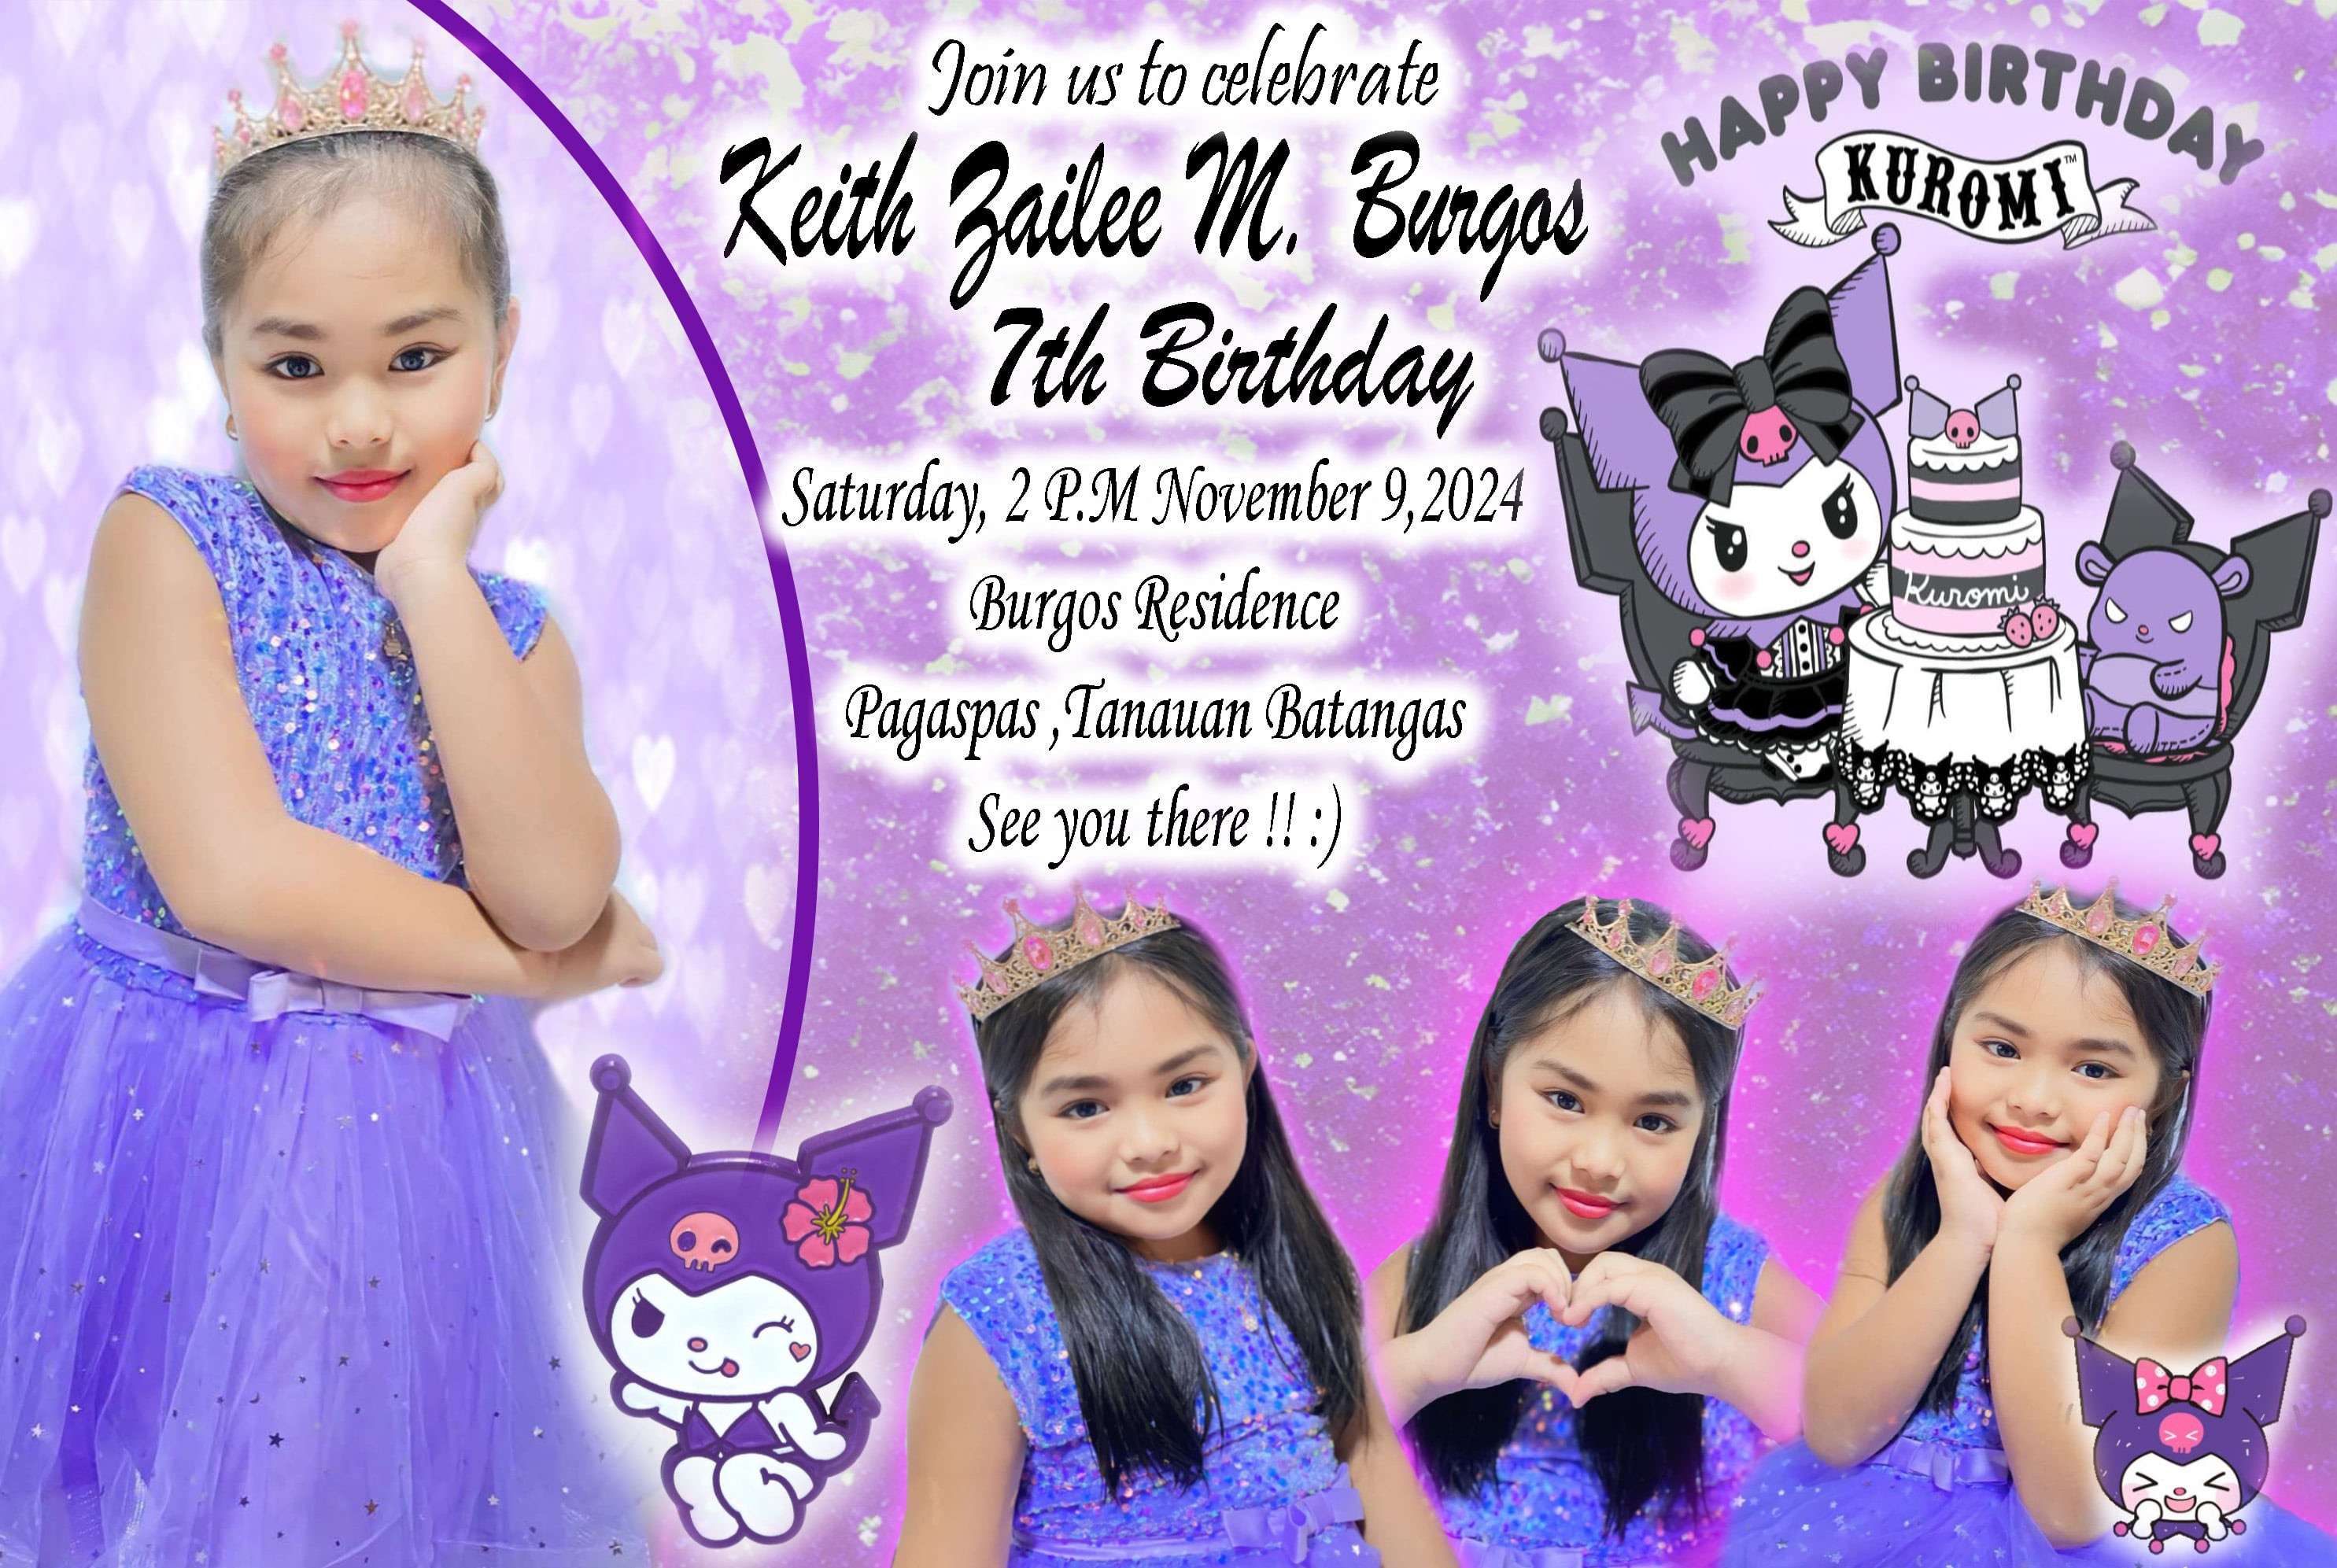 Join us to celebrate
Keith Zailee M. Burgos
7th Birthday
Saturday, 2 P.M November 9,2024
Burgos Residence
Pagaspas ,Tanauan Batangas
See you there !! :)
HAPPY BIRTHDAY
KUROMI™
Kuromi